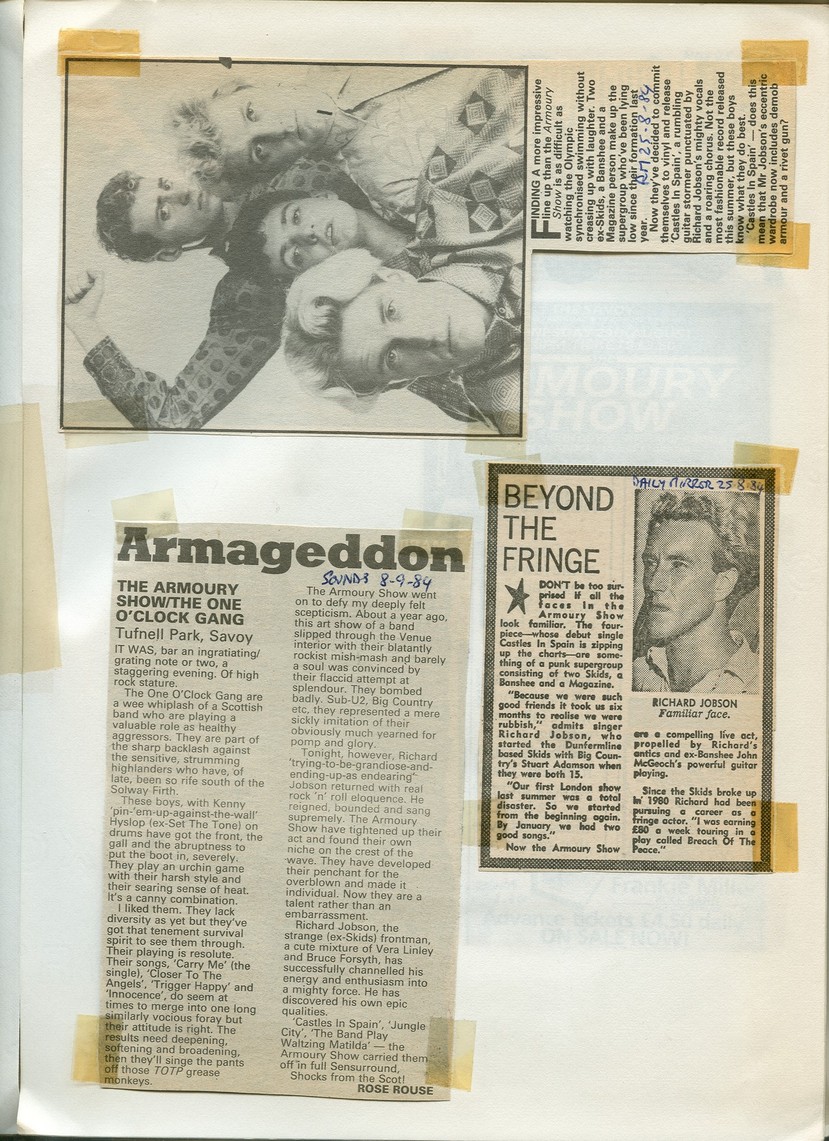 FINDING A more impressive
line up than the Armoury
Show is as difficult as
watching the Olympic
synchronised swimming without
creasing up with laughter. Two
ex-Skids, a Banshee and a
Magazine person make up the
supergroup who've been lying
low since their formation last
year.
RM 25-8-84
Now they've decided to commit
themselves to vinyl and release
'Castles In Spain', a rumbling
guitar stormer punctuated by
Richard Jobson's mighty vocals
and a roaring chorus. Not the
most fashionable record released
this summer, but these boys
know what they do best.
'Castles In Spain' — does this
mean that Mr Jobson's eccentric
wardrobe now includes demob
armour and a rivet gun?
MOURY
SHOW
Armageddon
SOUNDS 8-9-84
THE ARMOURY
SHOW/THE ONE
O'CLOCK GANG
Tufnell Park, Savoy
IT WAS, bar an ingratiating/
grating note or two, a
staggering evening. Of high
rock stature.
The One O'Clock Gang are
a wee whiplash of a Scottish
band who are playing a
valuable role as healthy
aggressors. They are part of
the sharp backlash against
the sensitive, strumming
highlanders who have, of
late, been so rife south of the
Solway Firth.
These boys, with Kenny
'pin-'em-up-against-the-wall'
Hyslop (ex-Set The Tone) on
drums have got the front, the
gall and the abruptness to
put the boot in, severely.
They play an urchin game
with their harsh style and
their searing sense of heat.
It's a canny combination.
I liked them. They lack
diversity as yet but they've
got that tenement survival
spirit to see them through.
Their playing is resolute.
Their songs, 'Carry Me' (the
single), 'Closer To The
Angels', 'Trigger Happy' and
'Innocence', do seem at
times to merge into one long
similarly vocious foray but
their attitude is right. The
results need deepening,
softening and broadening,
then they'll singe the pants
off those TOTP grease
monkeys.
The Armoury Show went
on to defy my deeply felt
scepticism. About a year ago,
this art show of a band
slipped through the Venue
interior with their blatantly
rockist mish-mash and barely
a soul was convinced by
their flaccid attempt at
splendour. They bombed
badly. Sub-U2, Big Country
etc, they represented a mere
sickly imitation of their
obviously much yearned for
pomp and glory.
Tonight, however, Richard
'trying-to-be-grandiose-and-
ending-up-as endearing'
Jobson returned with real
rock 'n' roll eloquence. He
reigned, bounded and sang
supremely. The Armoury
Show have tightened up their
act and found their own
niche on the crest of the
wave. They have developed
their penchant for the
overblown and made it
individual. Now they are a
talent rather than an
embarrassment.
Richard Jobson, the
strange (ex-Skids) frontman,
a cute mixture of Vera Linley
and Bruce Forsyth, has
successfully channelled his
energy and enthusiasm into
a mighty force. He has
discovered his own epic
qualities.
'Castles In Spain', 'Jungle
City', 'The Band Play
Waltzing Matilda' — the
Armoury Show carried them
off in full Sensurround,
Shocks from the Scot!
ROSE ROUSE
BEYOND
THE
FRINGE
DAILY MIRROR 25 8 84
DON'T be too sur-
prised if all the
faces in the
Armoury Show
look familiar. The four-
piece—whose debut single
Castles In Spain is zipping
up the charts—are some-
thing of a punk supergroup
consisting of two Skids, a
Banshee and a Magazine.
"Because we were such
good friends it took us six
months to realise we were
rubbish," admits singer
Richard Jobson, who
started the Dunfermline
based Skids with Big Coun-
try's Stuart Adamson when
they were both 15.
"Our first London show
last summer was a total
disaster. So we started
from the beginning again.
By January we had two
good songs."
Now the Armoury Show
RICHARD JOBSON
Familiar face.
are a compelling live act,
propelled by Richard's
antics and ex-Banshee John
McGeoch's powerful guitar
playing.
Since the Skids broke up
in 1980 Richard had been
pursuing a career as a
fringe actor. "I was earning
£80 a week touring in a
play called Breach Of The
Peace."